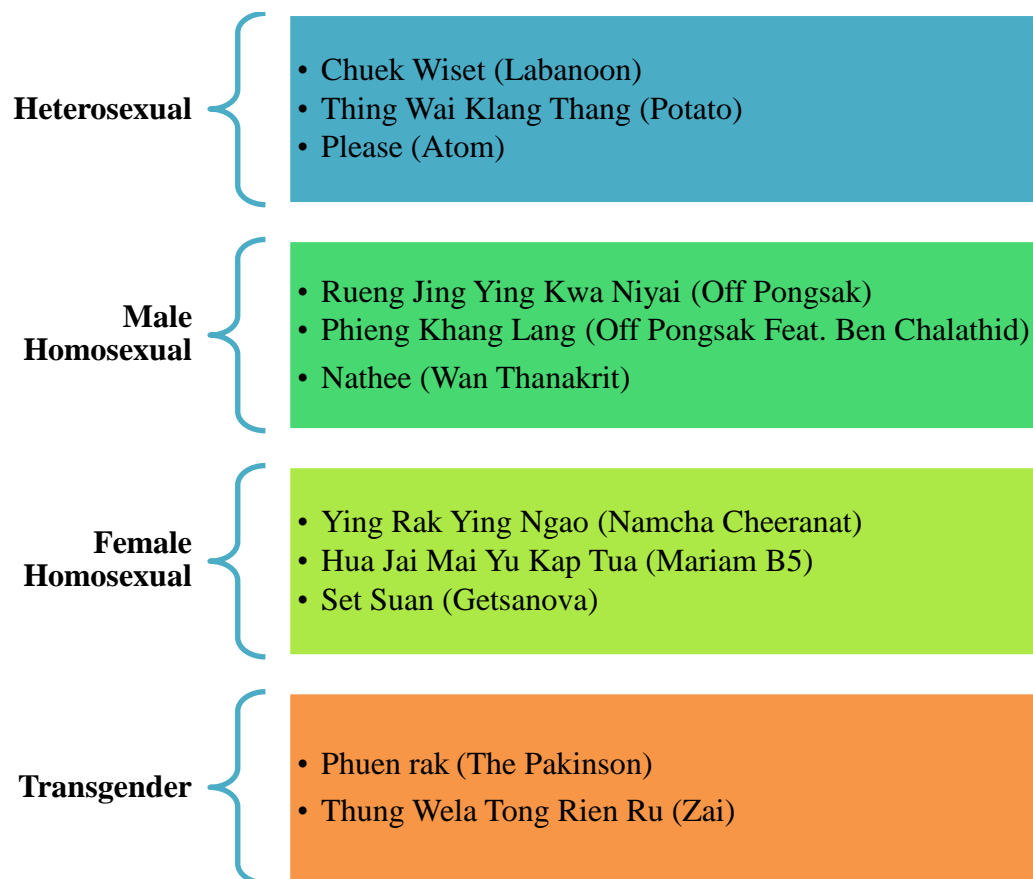 Heterosexual
• Chuek Wiset (Labanoon)
• Thing Wai Klang Thang (Potato)
• Please (Atom)
Male
Homosexual
• Rueng Jing Ying Kwa Niyai (Off Pongsak)
• Phieng Khang Lang (Off Pongsak Feat. Ben Chalathid)
• Nathee (Wan Thanakrit)
Female
Homosexual
• Ying Rak Ying Ngao (Namcha Cheeranat)
• Hua Jai Mai Yu Kap Tua (Mariam B5)
• Set Suan (Getsanova)
Transgender
• Phuen rak (The Pakinson)
• Thung Wela Tong Rien Ru (Zai)